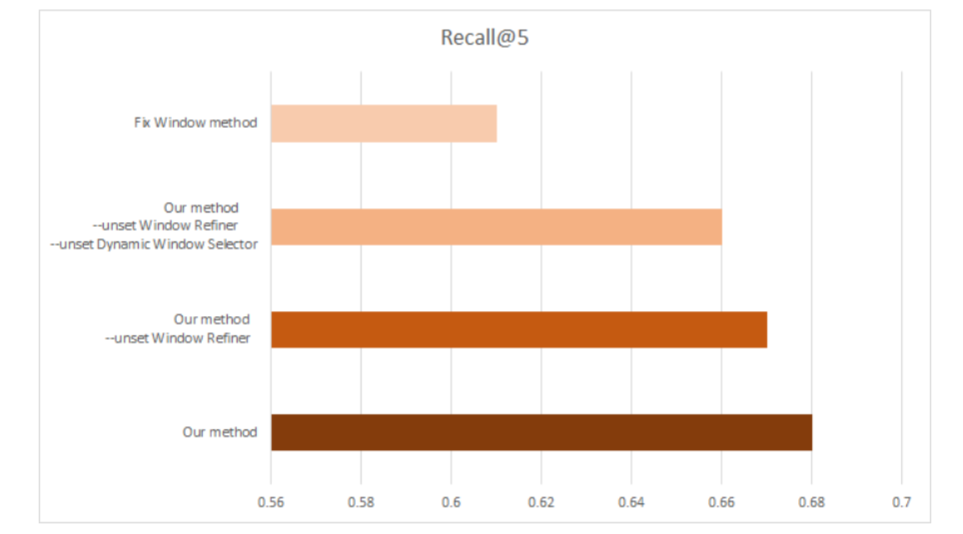 Recall@5
Fix Window method
Our method
--unset Window Refiner
--unset Dynamic Window Selector
Our method
--unset Window Refiner
Our method
0.56 0.58 0.6 0.62 0.64 0.66 0.68 0.7